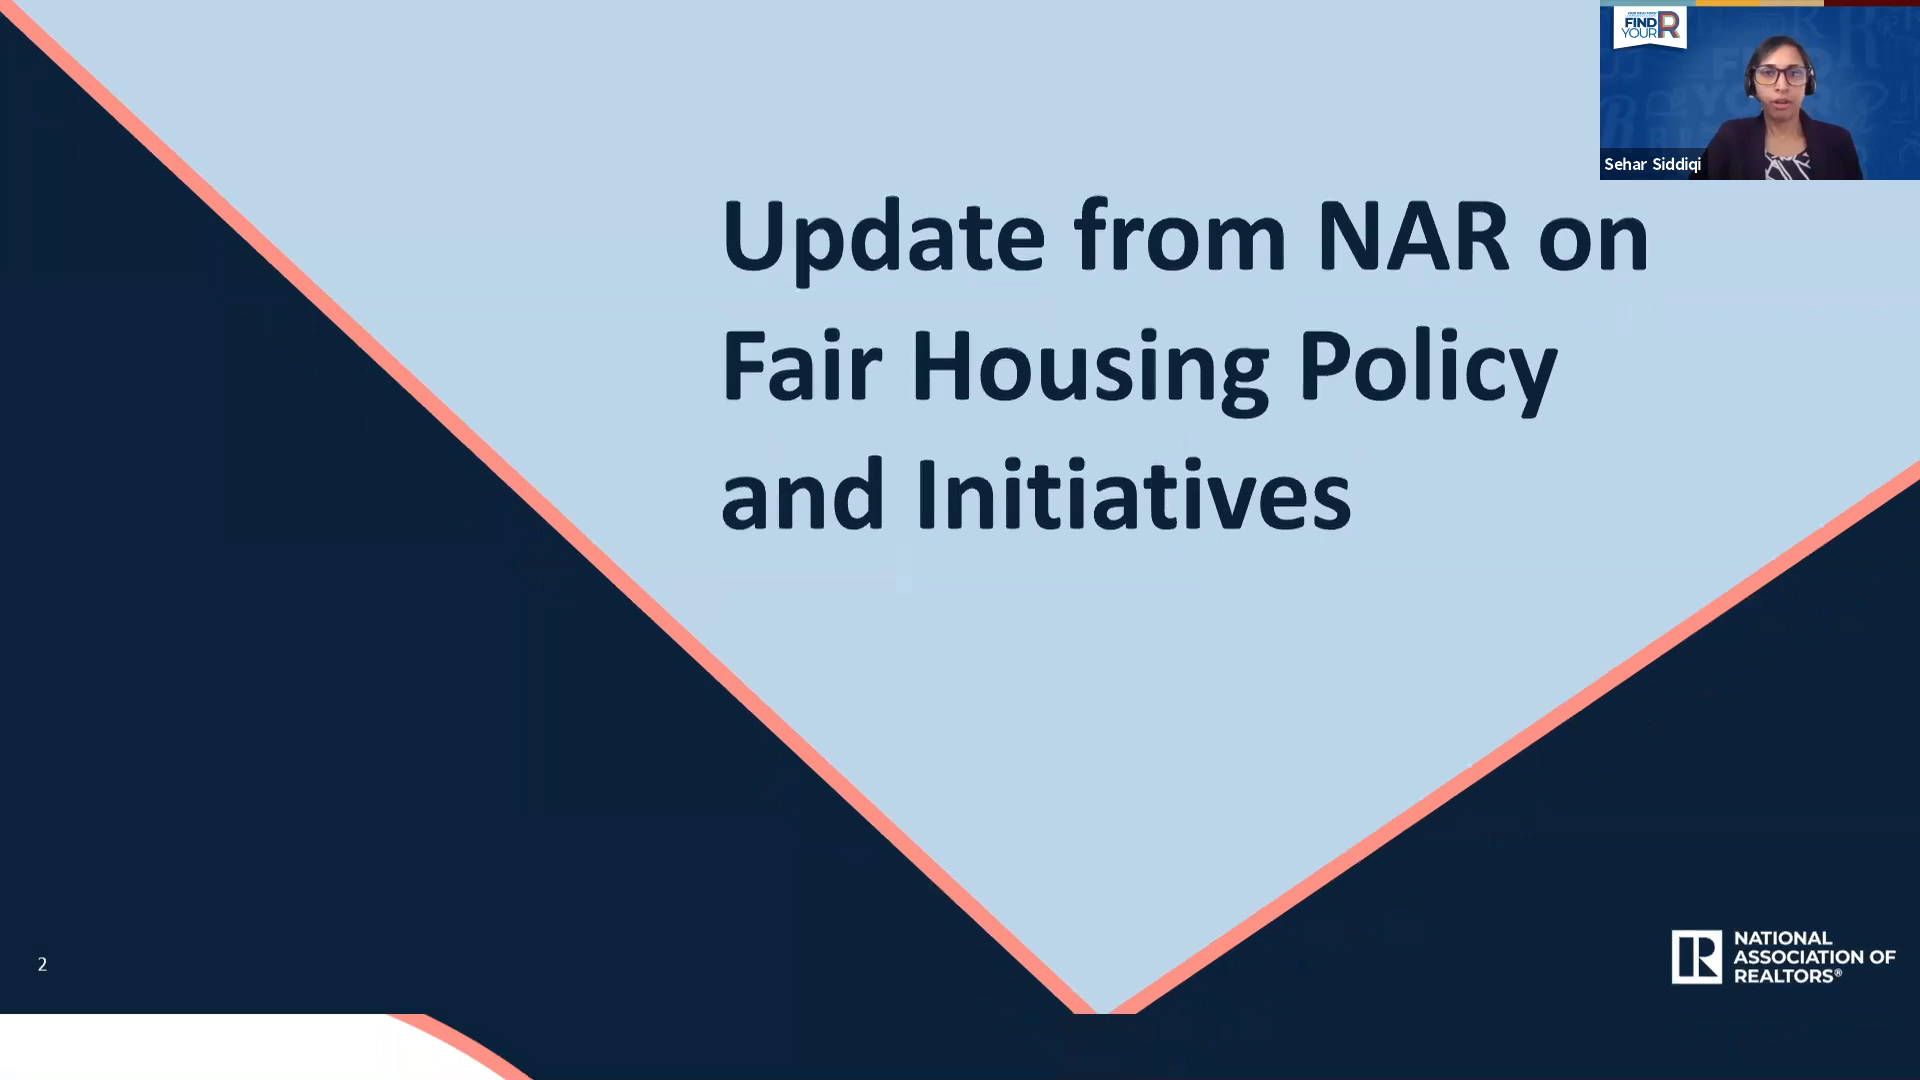 FIND
YOUR R
Sehar Siddiqi
Update from NAR on
Fair Housing Policy
and Initiatives
2
NATIONAL
ASSOCIATION OF
REALTORS®